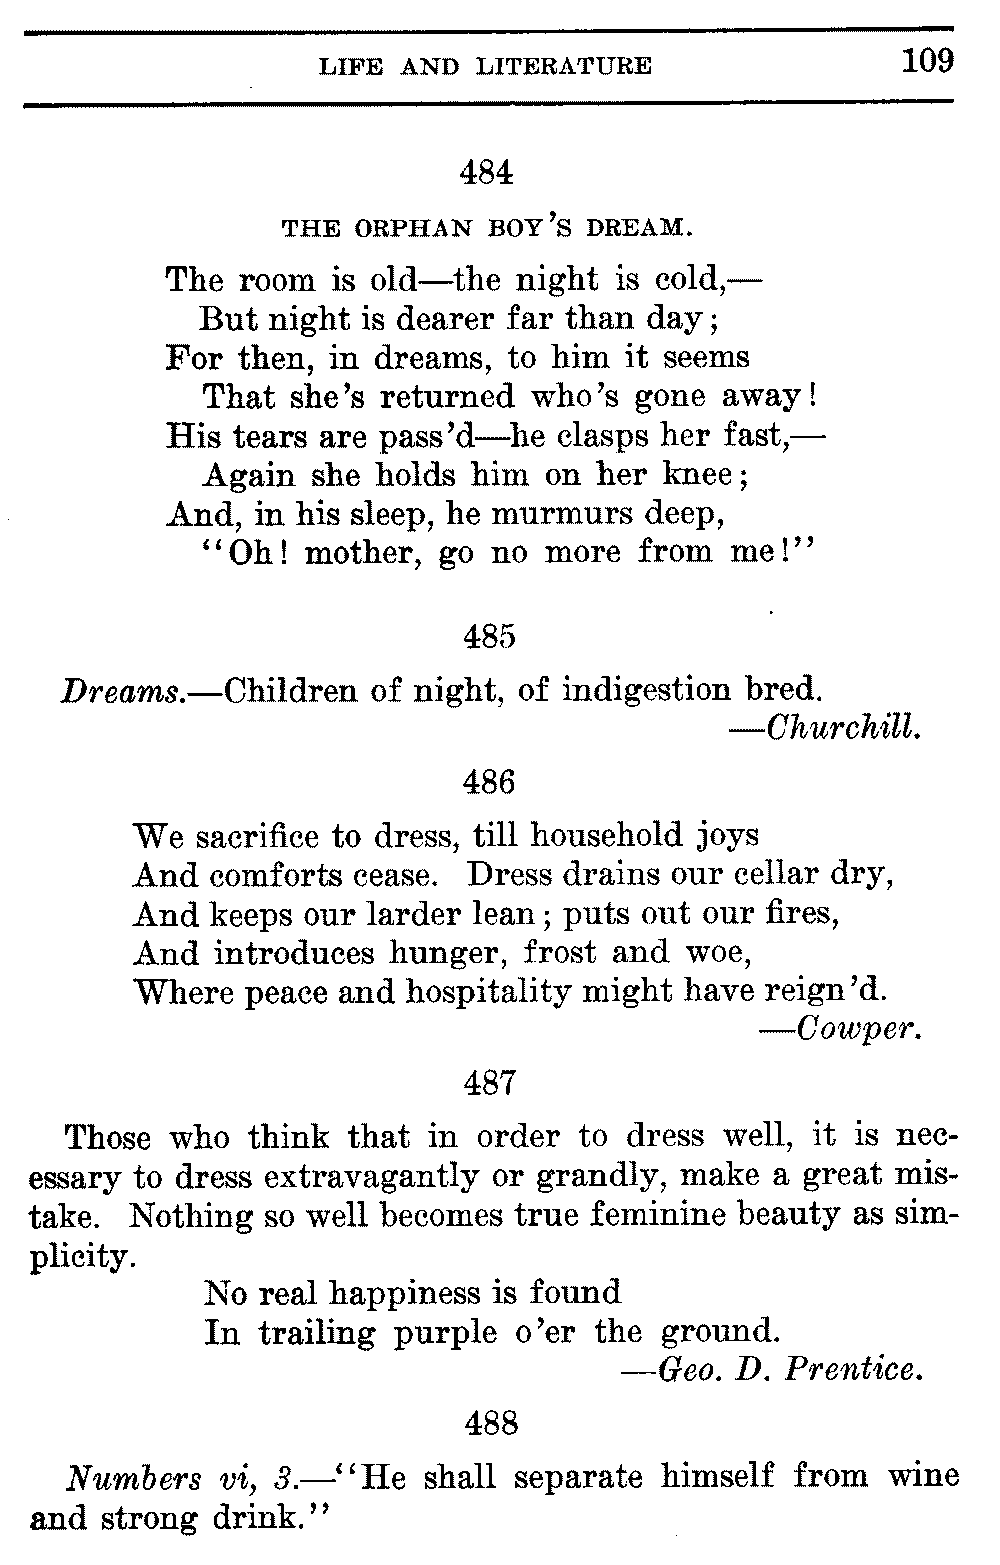 LIFE AND LITERATURE 109
484
THE ORPHAN BOY'S DREAM.
The room is old—the night is cold,—
But night is dearer far than day;
For then, in dreams, to him it seems
That she's returned who's gone away!
His tears are pass'd—he clasps her fast,—
Again she holds him on her knee;
And, in his sleep, he murmurs deep,
"Oh! mother, go no more from me!"
485
Dreams.—Children of night, of indigestion bred.
—Churchill.
486
We sacrifice to dress, till household joys
And comforts cease. Dress drains our cellar dry,
And keeps our larder lean; puts out our fires,
And introduces hunger, frost and woe,
Where peace and hospitality might have reign'd.
—Cowper.
487
Those who think that in order to dress well, it is nec-
essary to dress extravagantly or grandly, make a great mis-
take. Nothing so well becomes true feminine beauty as sim-
plicity.
No real happiness is found
In trailing purple o'er the ground.
—Geo. D. Prentice.
488
Numbers vi, 3.—"He shall separate himself from wine
and strong drink."